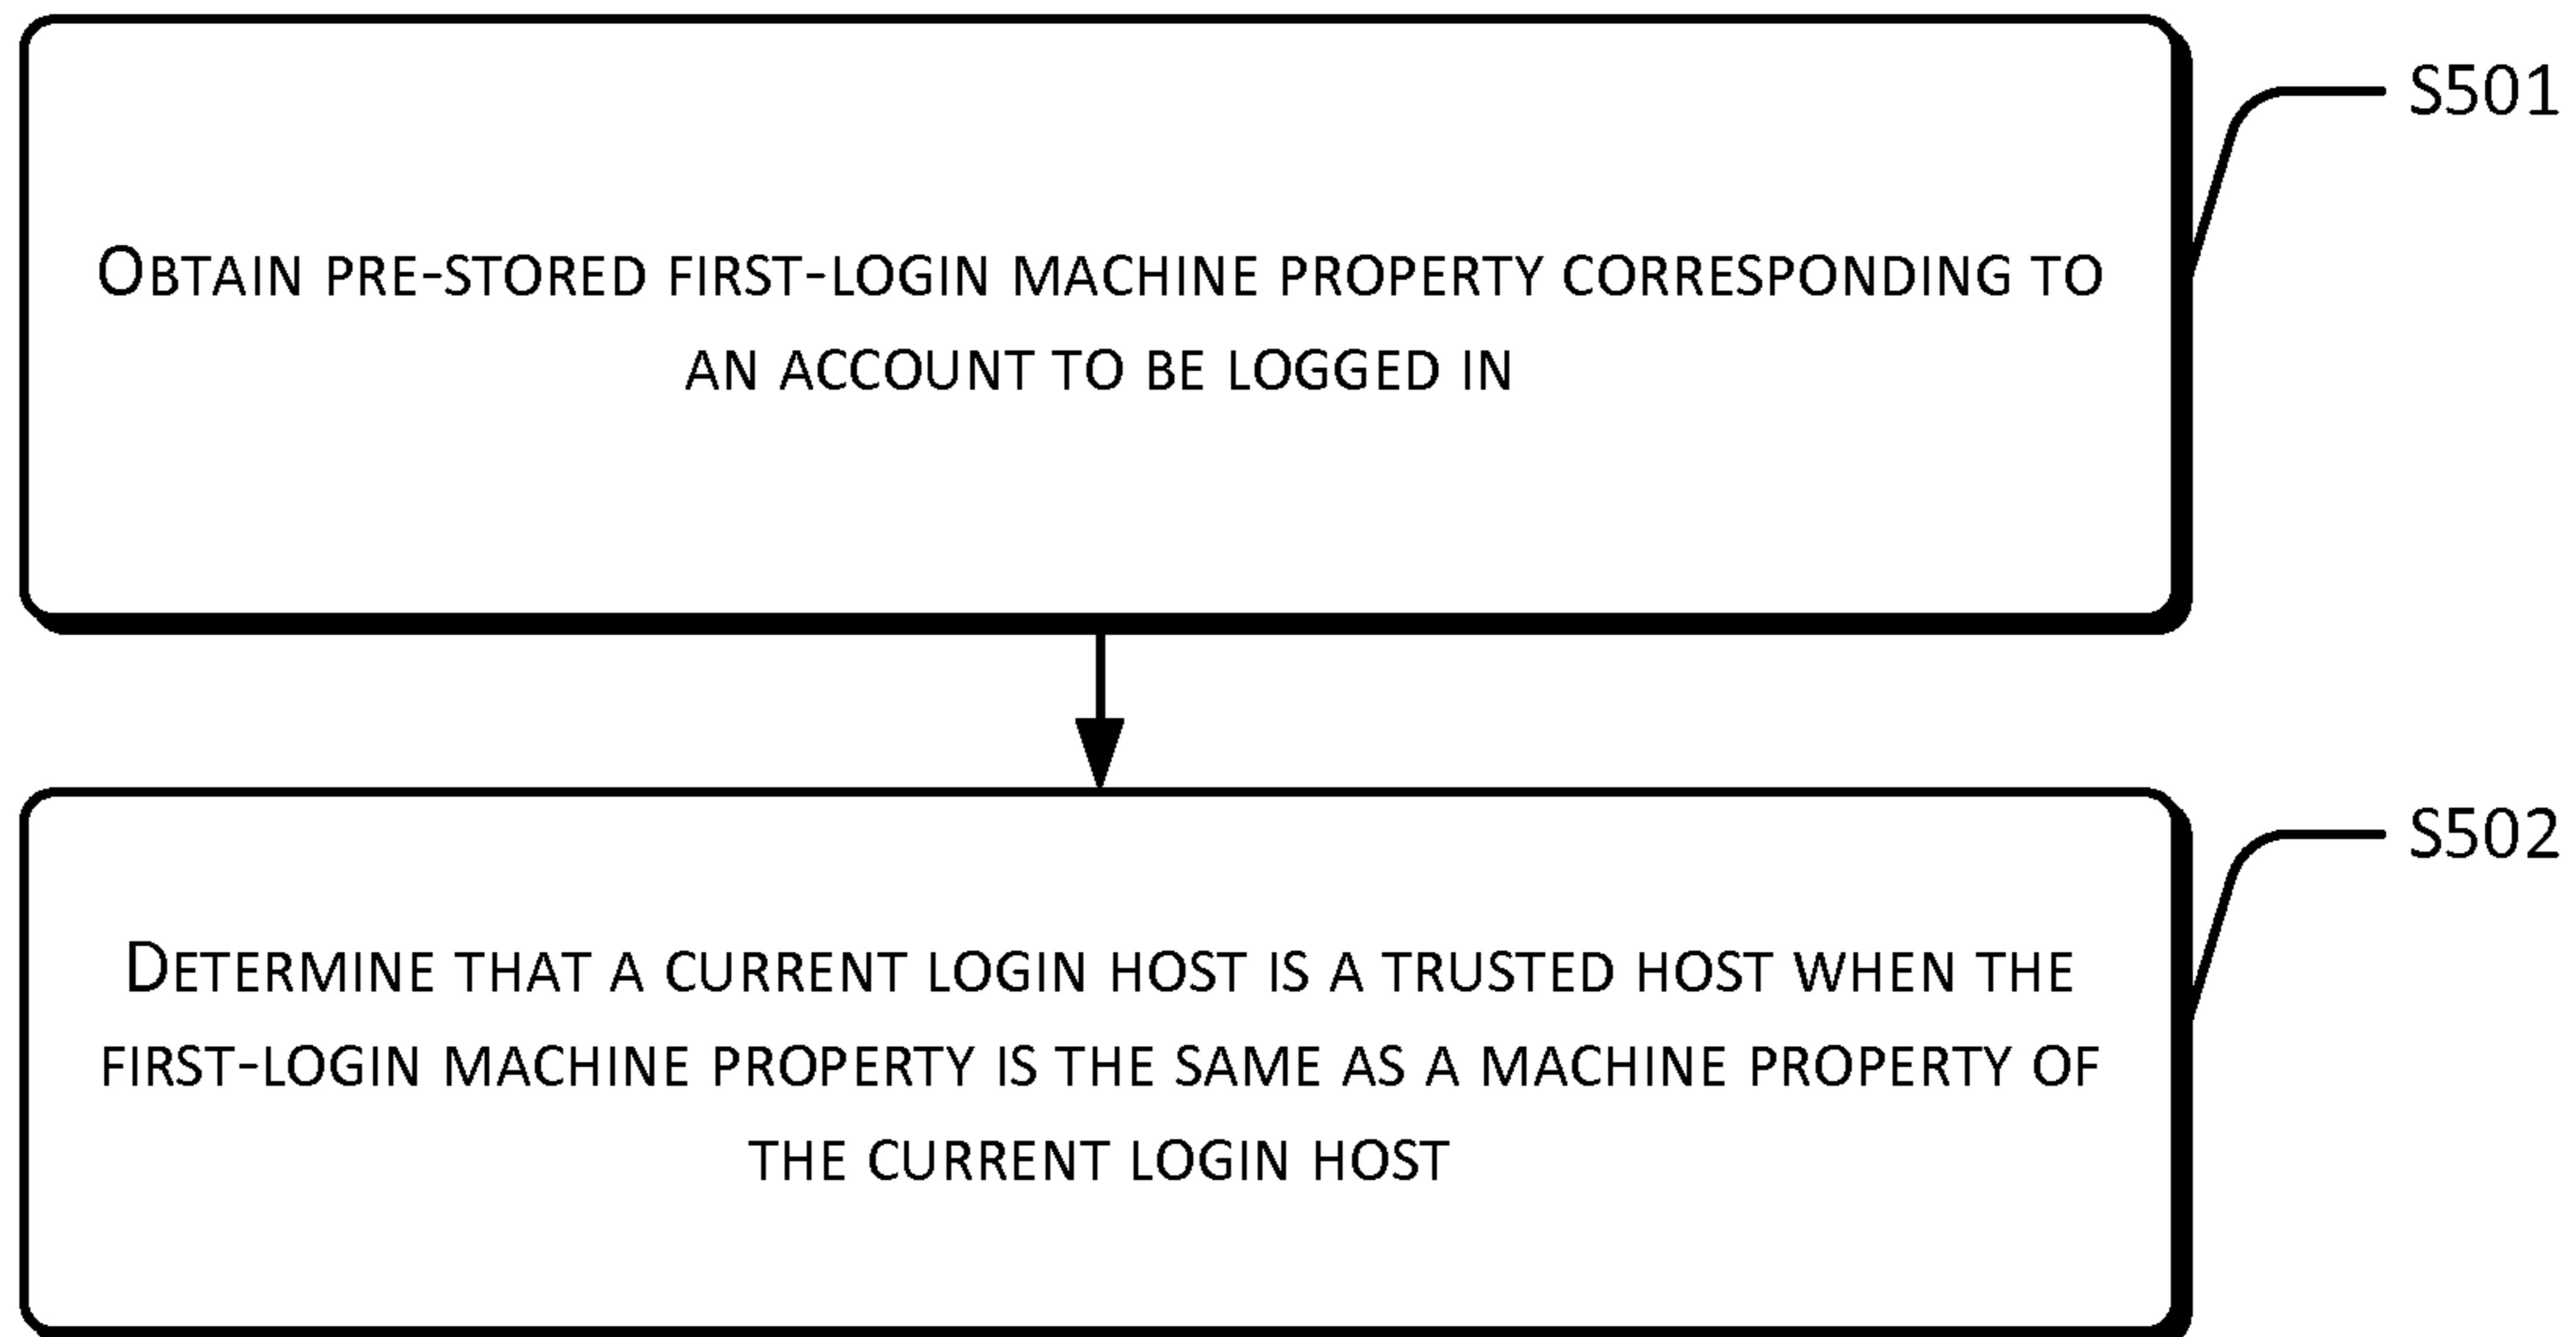 OBTAIN PRE-STORED FIRST-LOGIN MACHINE PROPERTY CORRESPONDING TO
AN ACCOUNT TO BE LOGGED IN
S501
DETERMINE THAT A CURRENT LOGIN HOST IS A TRUSTED HOST WHEN THE
FIRST-LOGIN MACHINE PROPERTY IS THE SAME AS A MACHINE PROPERTY OF
THE CURRENT LOGIN HOST
S502